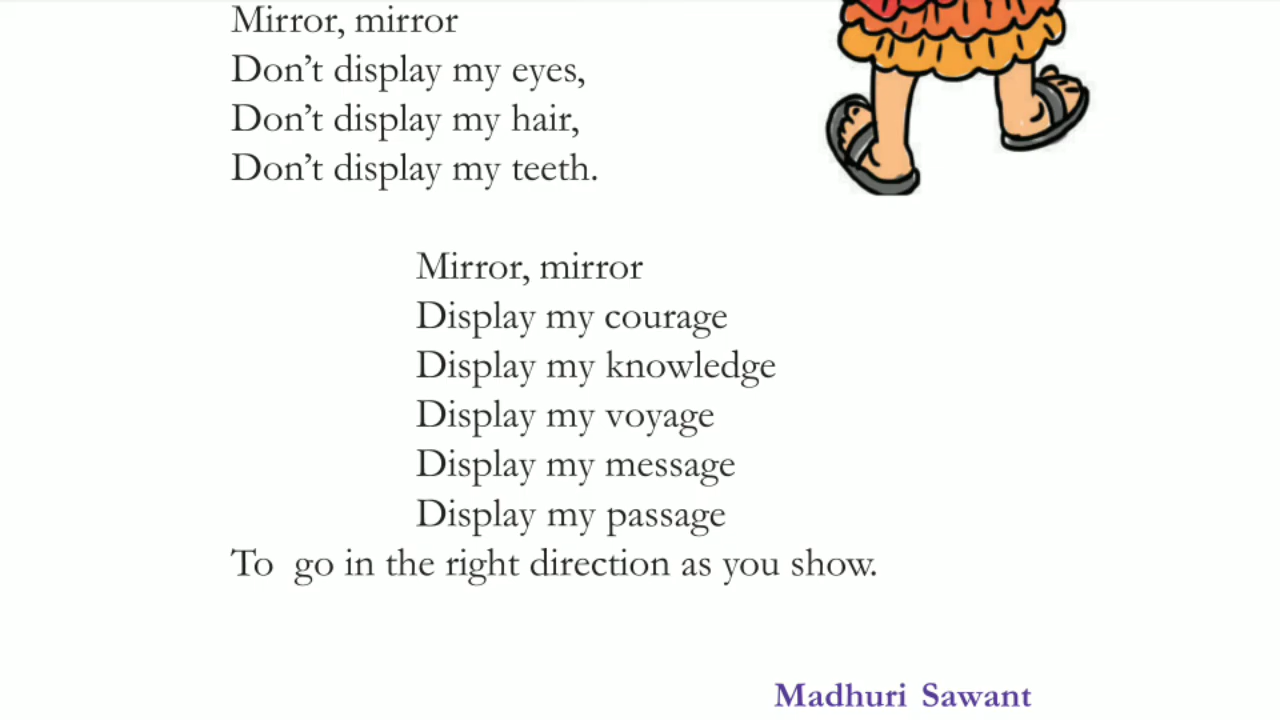 Mirror, mirror
Don’t display my eyes,
Don’t display my hair,
Don’t display my teeth.
Mirror, mirror
Display my courage
Display my knowledge
Display my voyage
Display my message
Display my passage
To go in the right direction as you show.
Madhuri Sawant